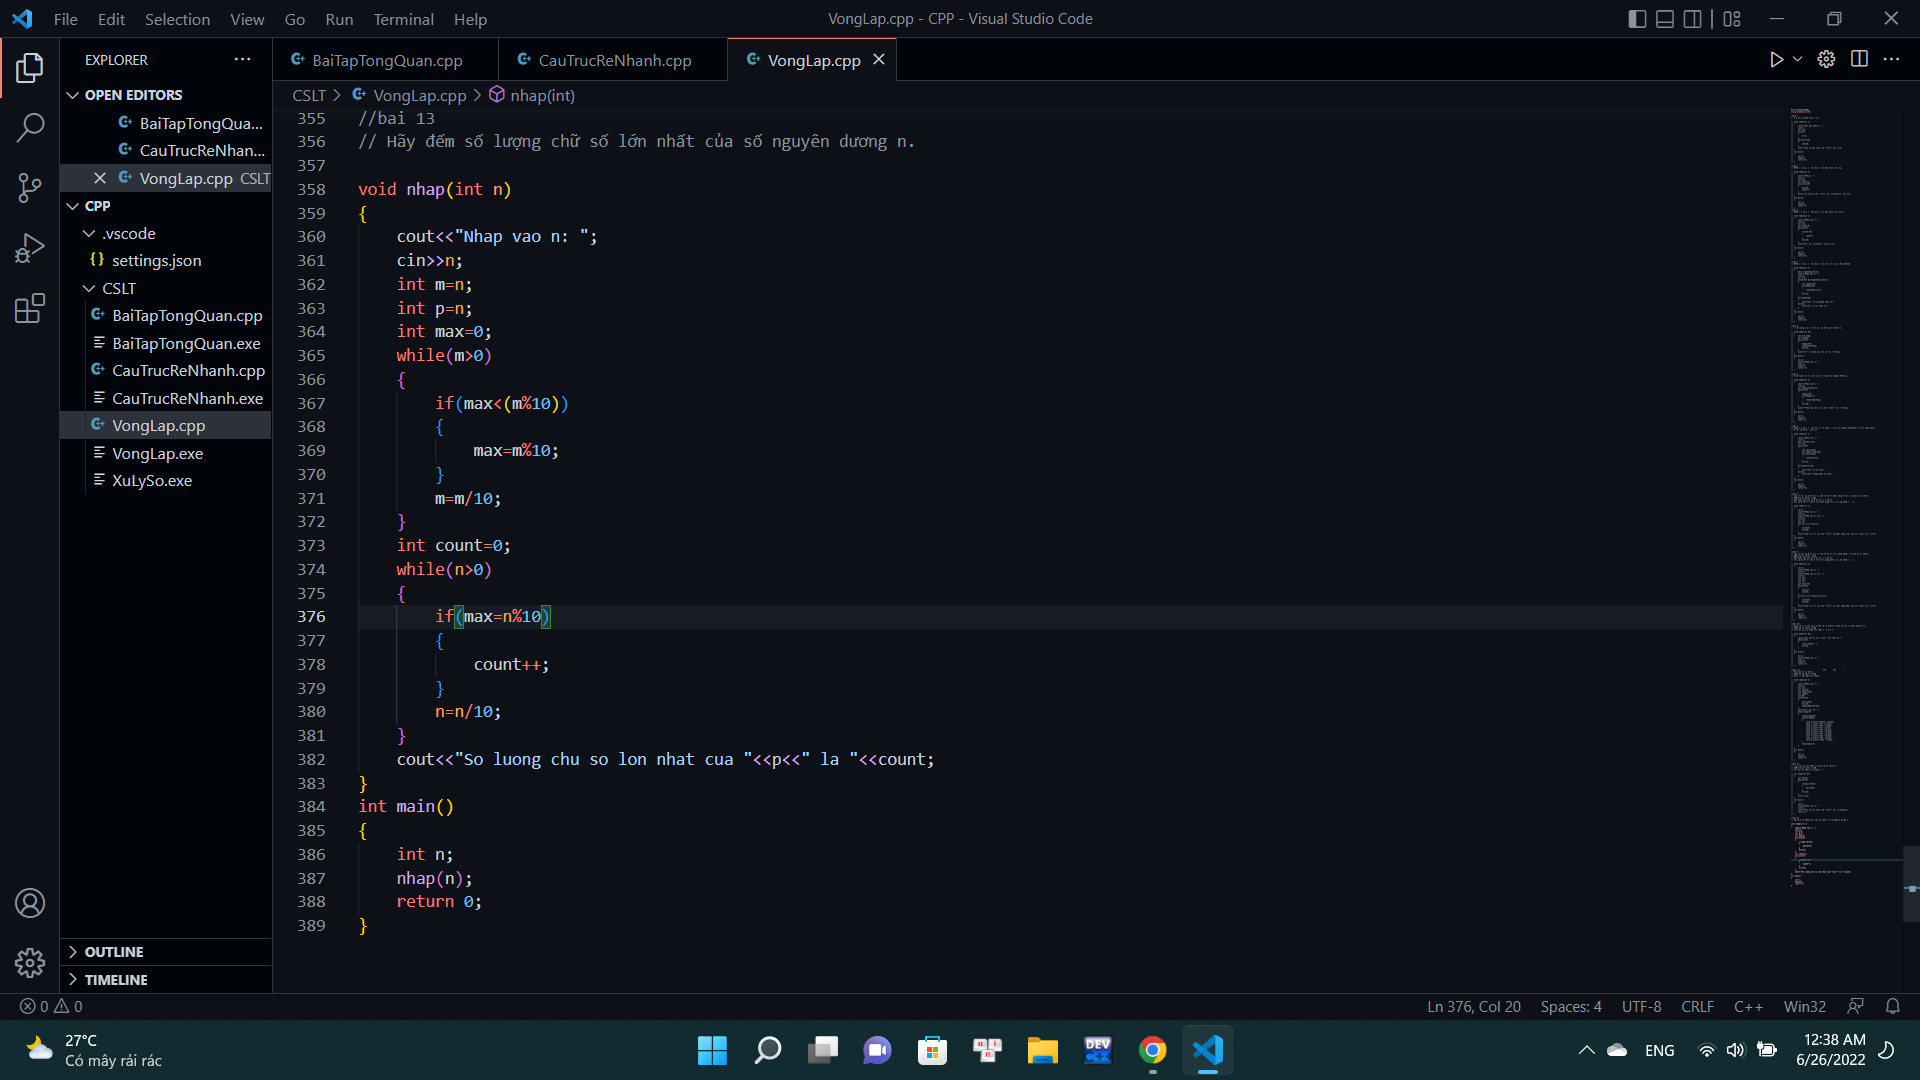 File Edit Selection View Go Run Terminal Help
VongLap.cpp - CPP - Visual Studio Code
EXPLORER
OPEN EDITORS
BaiTapTongQua...
CauTrucReNhan...
VongLap.cpp CSLT
CPP
.vscode
{} settings.json
CSLT
BaiTapTongQuan.cpp
BaiTapTongQuan.exe
CauTrucReNhanh.cpp
CauTrucReNhanh.exe
VongLap.cpp
VongLap.exe
XuLySo.exe
OUTLINE
TIMELINE
BaiTapTongQuan.cpp CauTrucReNhanh.cpp VongLap.cpp
CSLT > VongLap.cpp > nhap(int)
355 //bai 13
356 // Hãy đếm số lượng chữ số lớn nhất của số nguyên dương n.
357
358 void nhap(int n)
359 {
360 cout<<"Nhap vao n: ";
361 cin>>n;
362 int m=n;
363 int p=n;
364 int max=0;
365 while(m>0)
366 {
367 if(max<(m%10))
368 {
369 max=m%10;
370 }
371 m=m/10;
372 }
373 int count=0;
374 while(n>0)
375 {
376 if(max=n%10)
377 {
378 count++;
379 }
380 n=n/10;
381 }
382 cout<<"So luong chu so lon nhat cua "<<p<<" la "<<count;
383 }
384 int main()
385 {
386 int n;
387 nhap(n);
388 return 0;
389 }
0 0
Ln 376, Col 20 Spaces: 4 UTF-8 CRLF C++ Win32
27°C
Có mây rải rác
DEV
C++
ENG
12:38 AM
6/26/2022